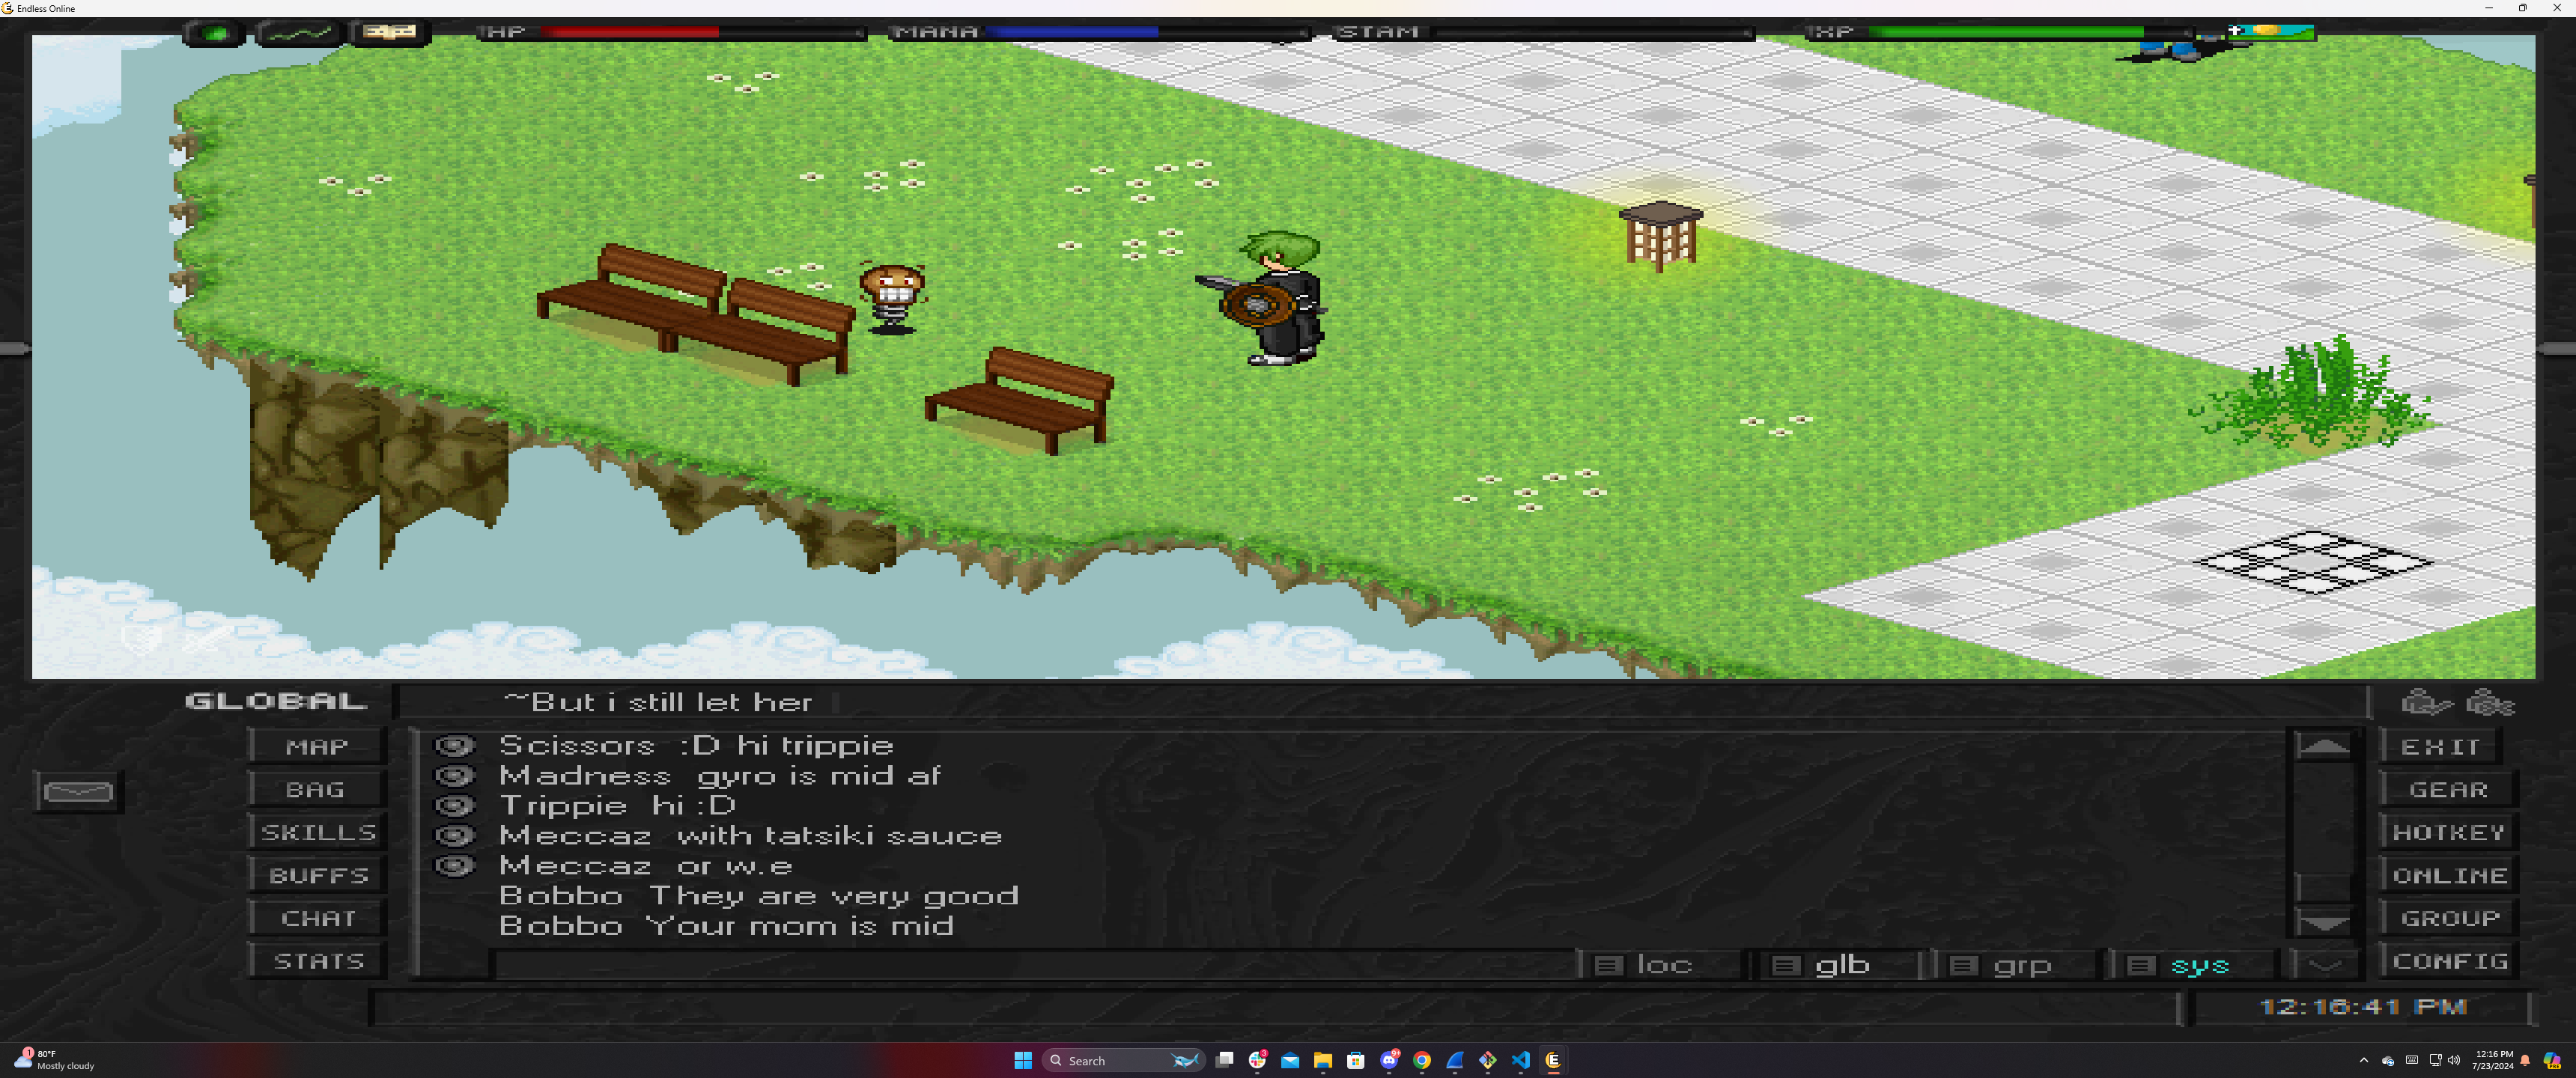 Endless Online
HP
MANA
STAM
XP
GLOBAL
~But i still let her
MAP
BAG
SKILLS
BUFFS
CHAT
STATS
Scissors :D hi trippie
Madness gyro is mid af
Trippie hi :D
Meccaz with tatsiki sauce
Meccaz or w.e
Bobbo They are very good
Bobbo Your mom is mid
EXIT
GEAR
HOTKEY
ONLINE
GROUP
CONFIG
loc
glb
grp
sys
12:16:41 PM
1
80°F
Mostly cloudy
Search
3
9+
12:16 PM
7/23/2024